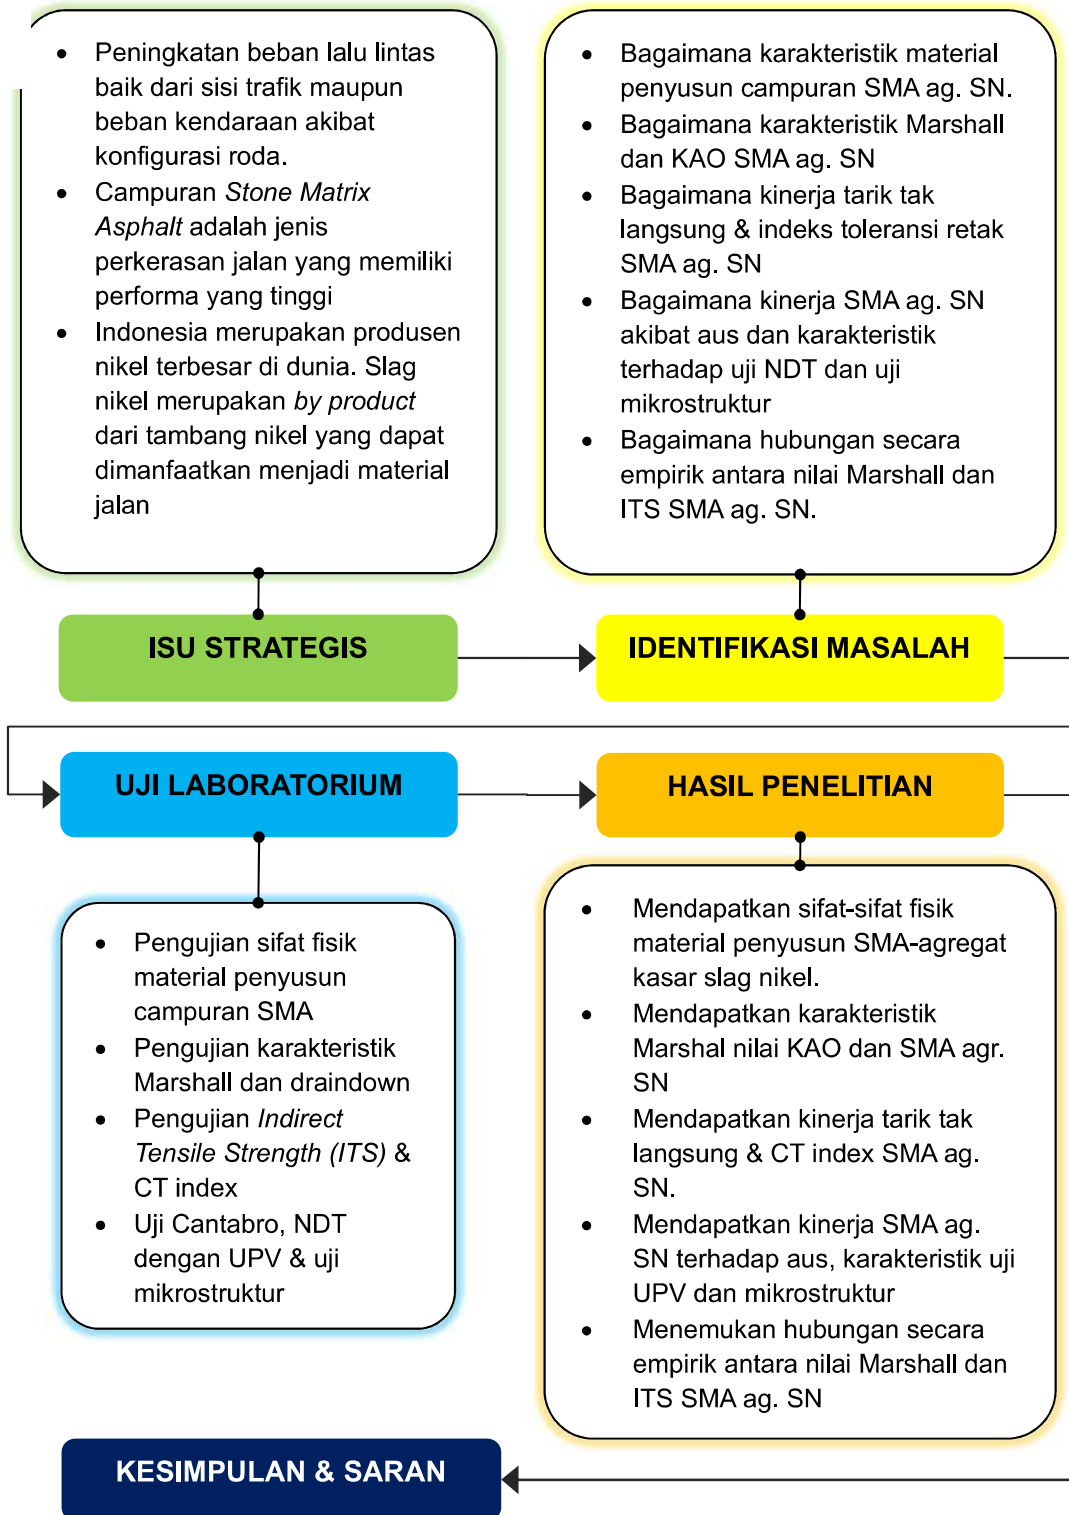 • Peningkatan beban lalu lintas
baik dari sisi trafik maupun
beban kendaraan akibat
konfigurasi roda.
• Campuran Stone Matrix
Asphalt adalah jenis
perkerasan jalan yang memiliki
performa yang tinggi
• Indonesia merupakan produsen
nikel terbesar di dunia. Slag
nikel merupakan by product
dari tambang nikel yang dapat
dimanfaatkan menjadi material
jalan
• Bagaimana karakteristik material
penyusun campuran SMA ag. SN.
• Bagaimana karakteristik Marshall
dan KAO SMA ag. SN
• Bagaimana kinerja tarik tak
langsung & indeks toleransi retak
SMA ag. SN
• Bagaimana kinerja SMA ag. SN
akibat aus dan karakteristik
terhadap uji NDT dan uji
mikrostruktur
• Bagaimana hubungan secara
empirik antara nilai Marshall dan
ITS SMA ag. SN.
ISU STRATEGIS
IDENTIFIKASI MASALAH
UJI LABORATORIUM
HASIL PENELITIAN
• Pengujian sifat fisik
material penyusun
campuran SMA
• Pengujian karakteristik
Marshall dan draindown
• Pengujian Indirect
Tensile Strength (ITS) &
CT index
• Uji Cantabro, NDT
dengan UPV & uji
mikrostruktur
• Mendapatkan sifat-sifat fisik
material penyusun SMA-agregat
kasar slag nikel.
• Mendapatkan karakteristik
Marshal nilai KAO dan SMA agr.
SN
• Mendapatkan kinerja tarik tak
langsung & CT index SMA ag.
SN.
• Mendapatkan kinerja SMA ag.
SN terhadap aus, karakteristik uji
UPV dan mikrostruktur
• Menemukan hubungan secara
empirik antara nilai Marshall dan
ITS SMA ag. SN
KESIMPULAN & SARAN